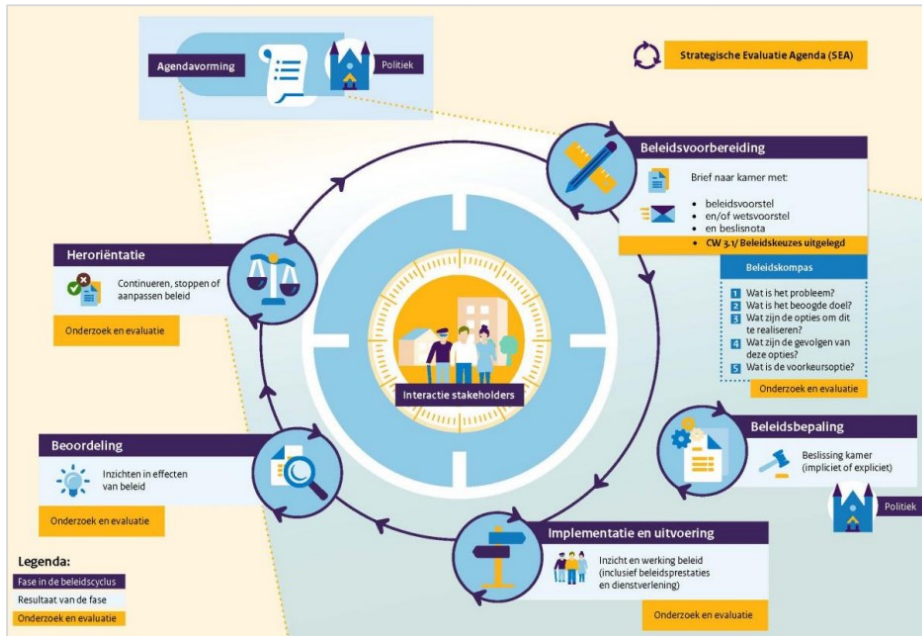 Agendavorming
Politiek
Strategische Evaluatie Agenda (SEA)
Beleidsvoorbereiding
Brief naar kamer met:
• beleidsvoorstel
• en/of wetsvoorstel
• en beslisnota
• CW 3.1/ Beleidskeuzes uitgelegd
Beleidskompas
1 Wat is het probleem?
2 Wat is het beoogde doel?
3 Wat zijn de opties om dit
te realiseren?
4 Wat zijn de gevolgen van
deze opties?
5 Wat is de voorkeursoptie?
Onderzoek en evaluatie
Beleidsbepaling
Beslissing kamer
(impliciet of expliciet)
Politiek
Implementatie en uitvoering
Inzicht en werking beleid
(inclusief beleidsprestaties
en dienstverlening)
Onderzoek en evaluatie
Beoordeling
Inzichten in effecten
van beleid
Onderzoek en evaluatie
Heroriëntatie
Continueren, stoppen of
aanpassen beleid
Onderzoek en evaluatie
Interactie stakeholders
Legenda:
Fase in de beleidscyclus
Resultaat van de fase
Onderzoek en evaluatie